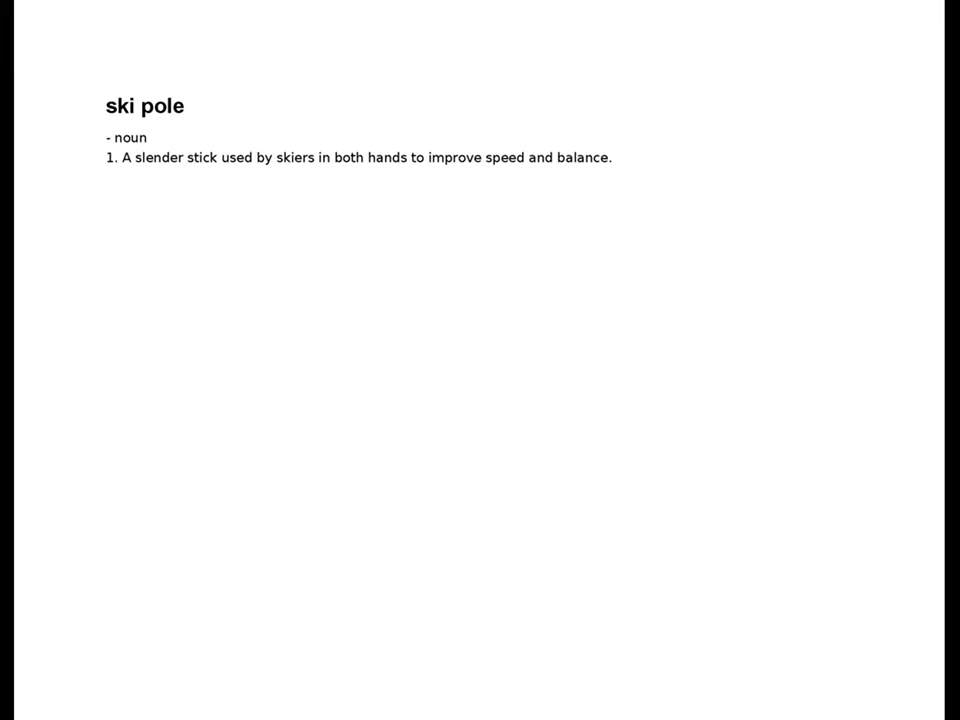 ski pole
- noun
1. A slender stick used by skiers in both hands to improve speed and balance.